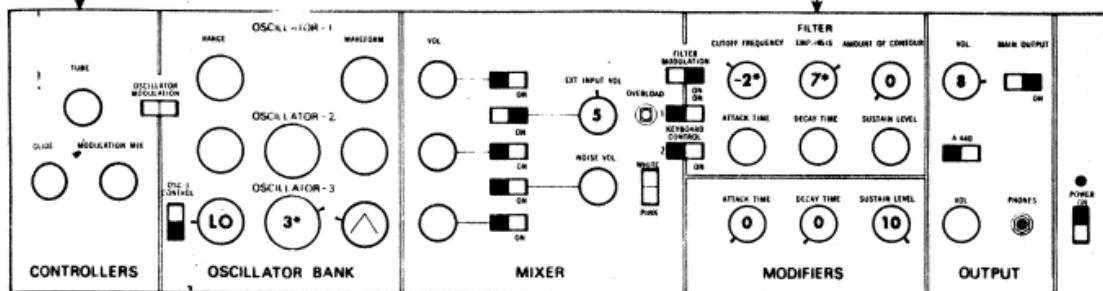 TUNE
OSCILLATOR
MODULATION
GLIDE
MODULATION MIX
CONTROLLERS
OSCILLATOR-1
RANGE
WAVEFORM
OSCILLATOR-2
OSCILLATOR-3
OSC 3
CONTROL
LO
3*
OSCILLATOR BANK
VOL.
ON
EXT INPUT VOL
5
OVERLOAD
ON
ON
NOISE VOL.
WHITE
PINK
ON
ON
MIXER
FILTER
FILTER
MODULATION
ON
ON
1
KEYBOARD
CONTROL
2
ON
CUTOFF FREQUENCY
EMPHASIS
AMOUNT OF CONTOUR
-2*
7*
0
ATTACK TIME
DECAY TIME
SUSTAIN LEVEL
ATTACK TIME
DECAY TIME
SUSTAIN LEVEL
0
0
10
MODIFIERS
VOL.
MAIN OUTPUT
8
ON
A 440
VOL
PHONES
OUTPUT
POWER
ON